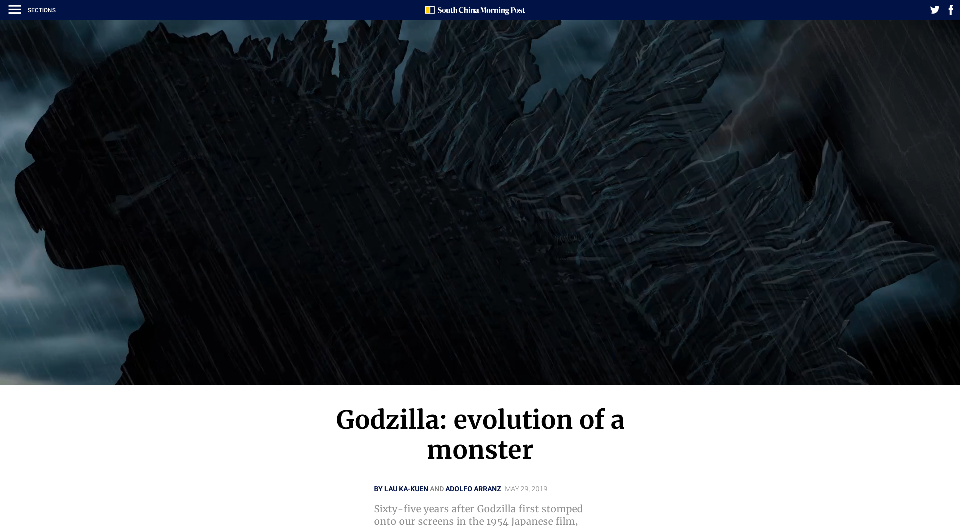 SECTIONS
South China Morning Post
Godzilla: evolution of a
monster
BY LAU KA-KUEN AND ADOLFO ARRANZ MAY 29, 2019
Sixty-five years after Godzilla first stomped
onto our screens in the 1954 Japanese film,